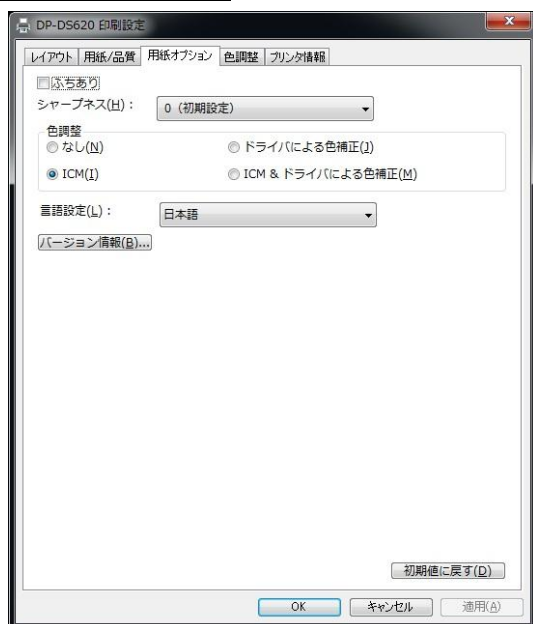 DP-DS620 印刷設定
レイアウト 用紙/品質 用紙オプション 色調整 プリンタ情報
ふちあり
シャープネス(H)： 0（初期設定）
色調整
なし(N) ドライバによる色補正(J)
ICM(I) ICM & ドライバによる色補正(M)
言語設定(L)： 日本語
バージョン情報(B)...
初期値に戻す(D)
OK キャンセル 適用(A)